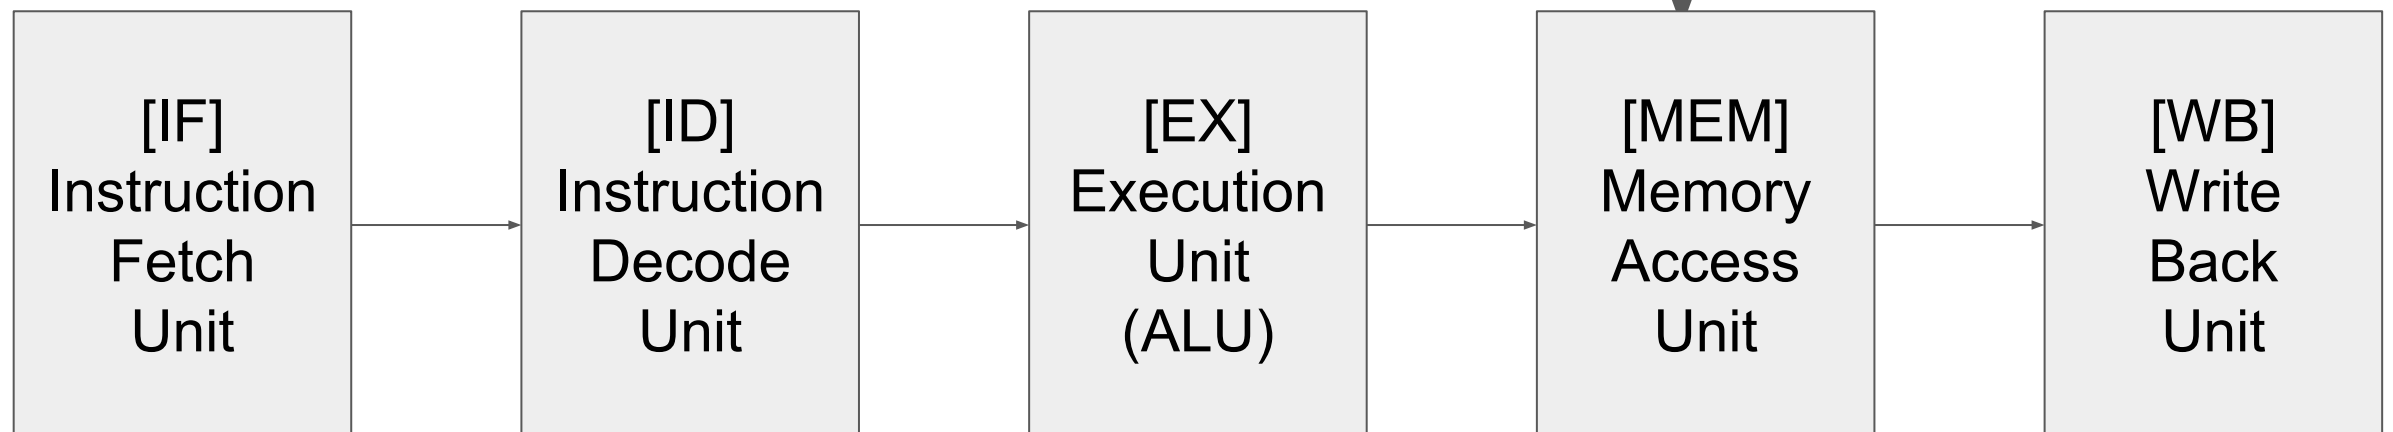 [IF]
Instruction
Fetch
Unit
[ID]
Instruction
Decode
Unit
[EX]
Execution
Unit
(ALU)
[MEM]
Memory
Access
Unit
[WB]
Write
Back
Unit